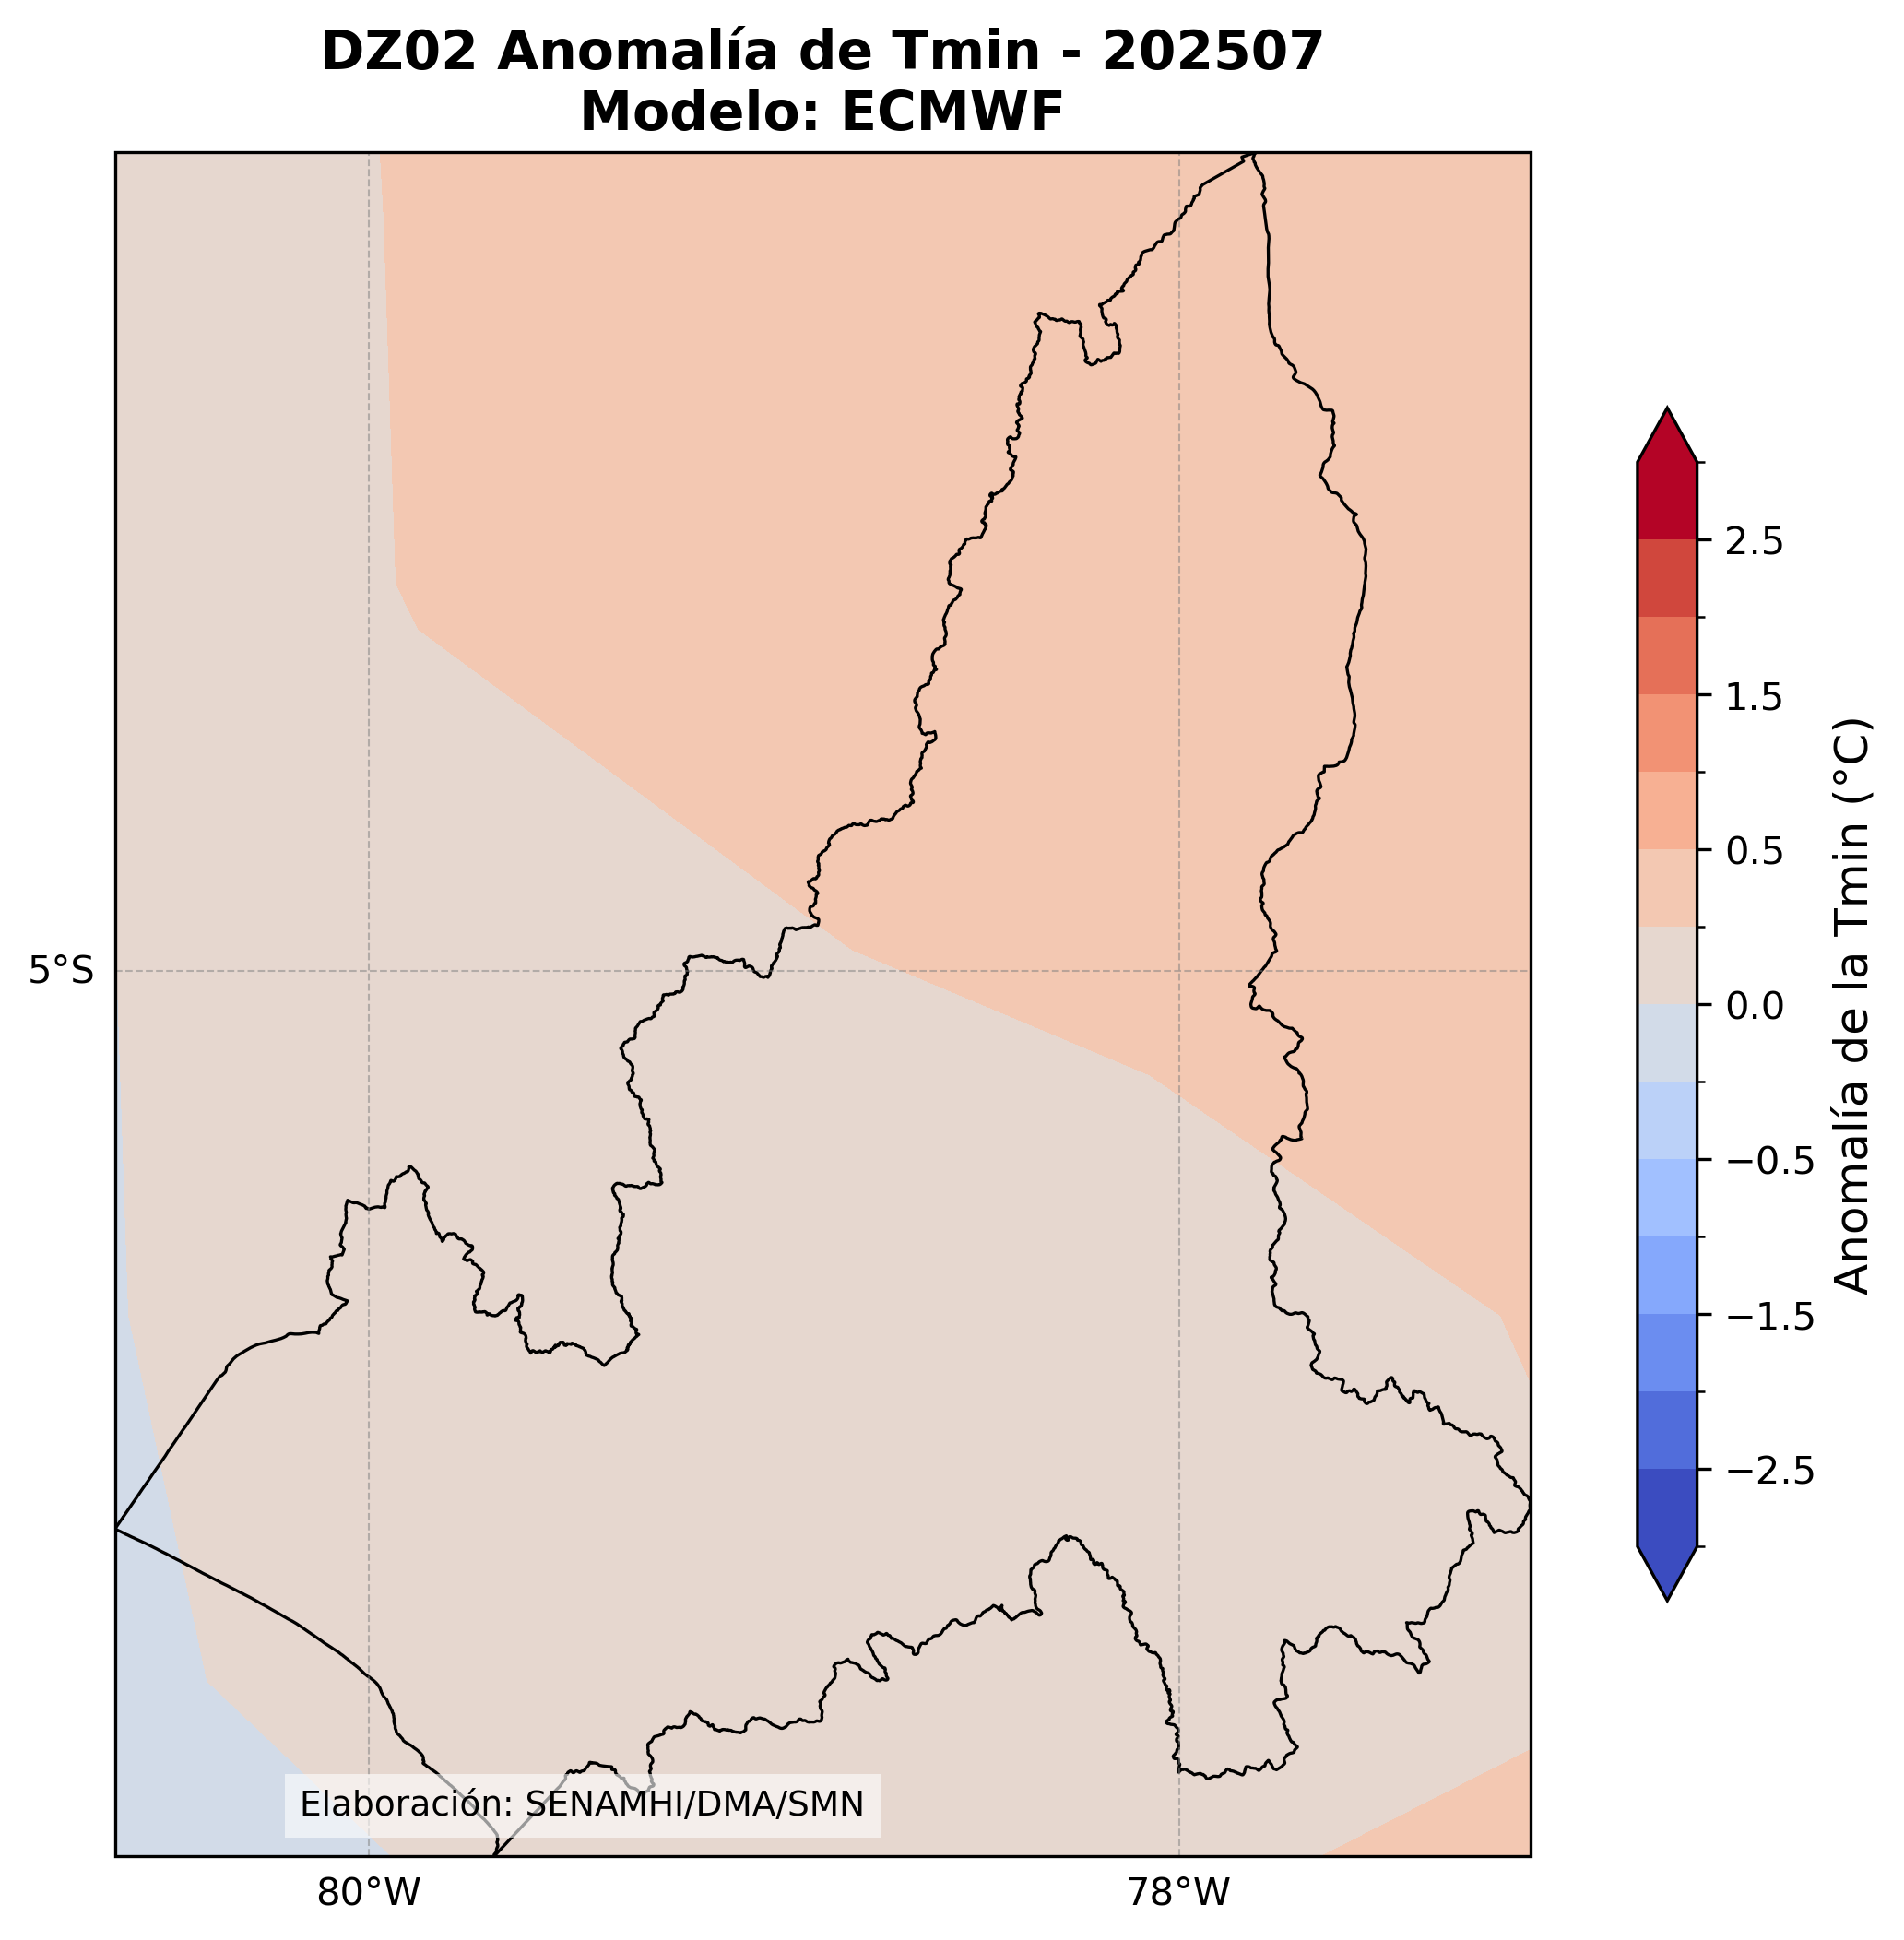 DZ02 Anomalía de Tmin - 202507
Modelo: ECMWF
5°S
80°W
78°W
Elaboración: SENAMHI/DMA/SMN
2.5
1.5
0.5
0.0
−0.5
−1.5
−2.5
Anomalía de la Tmin (°C)